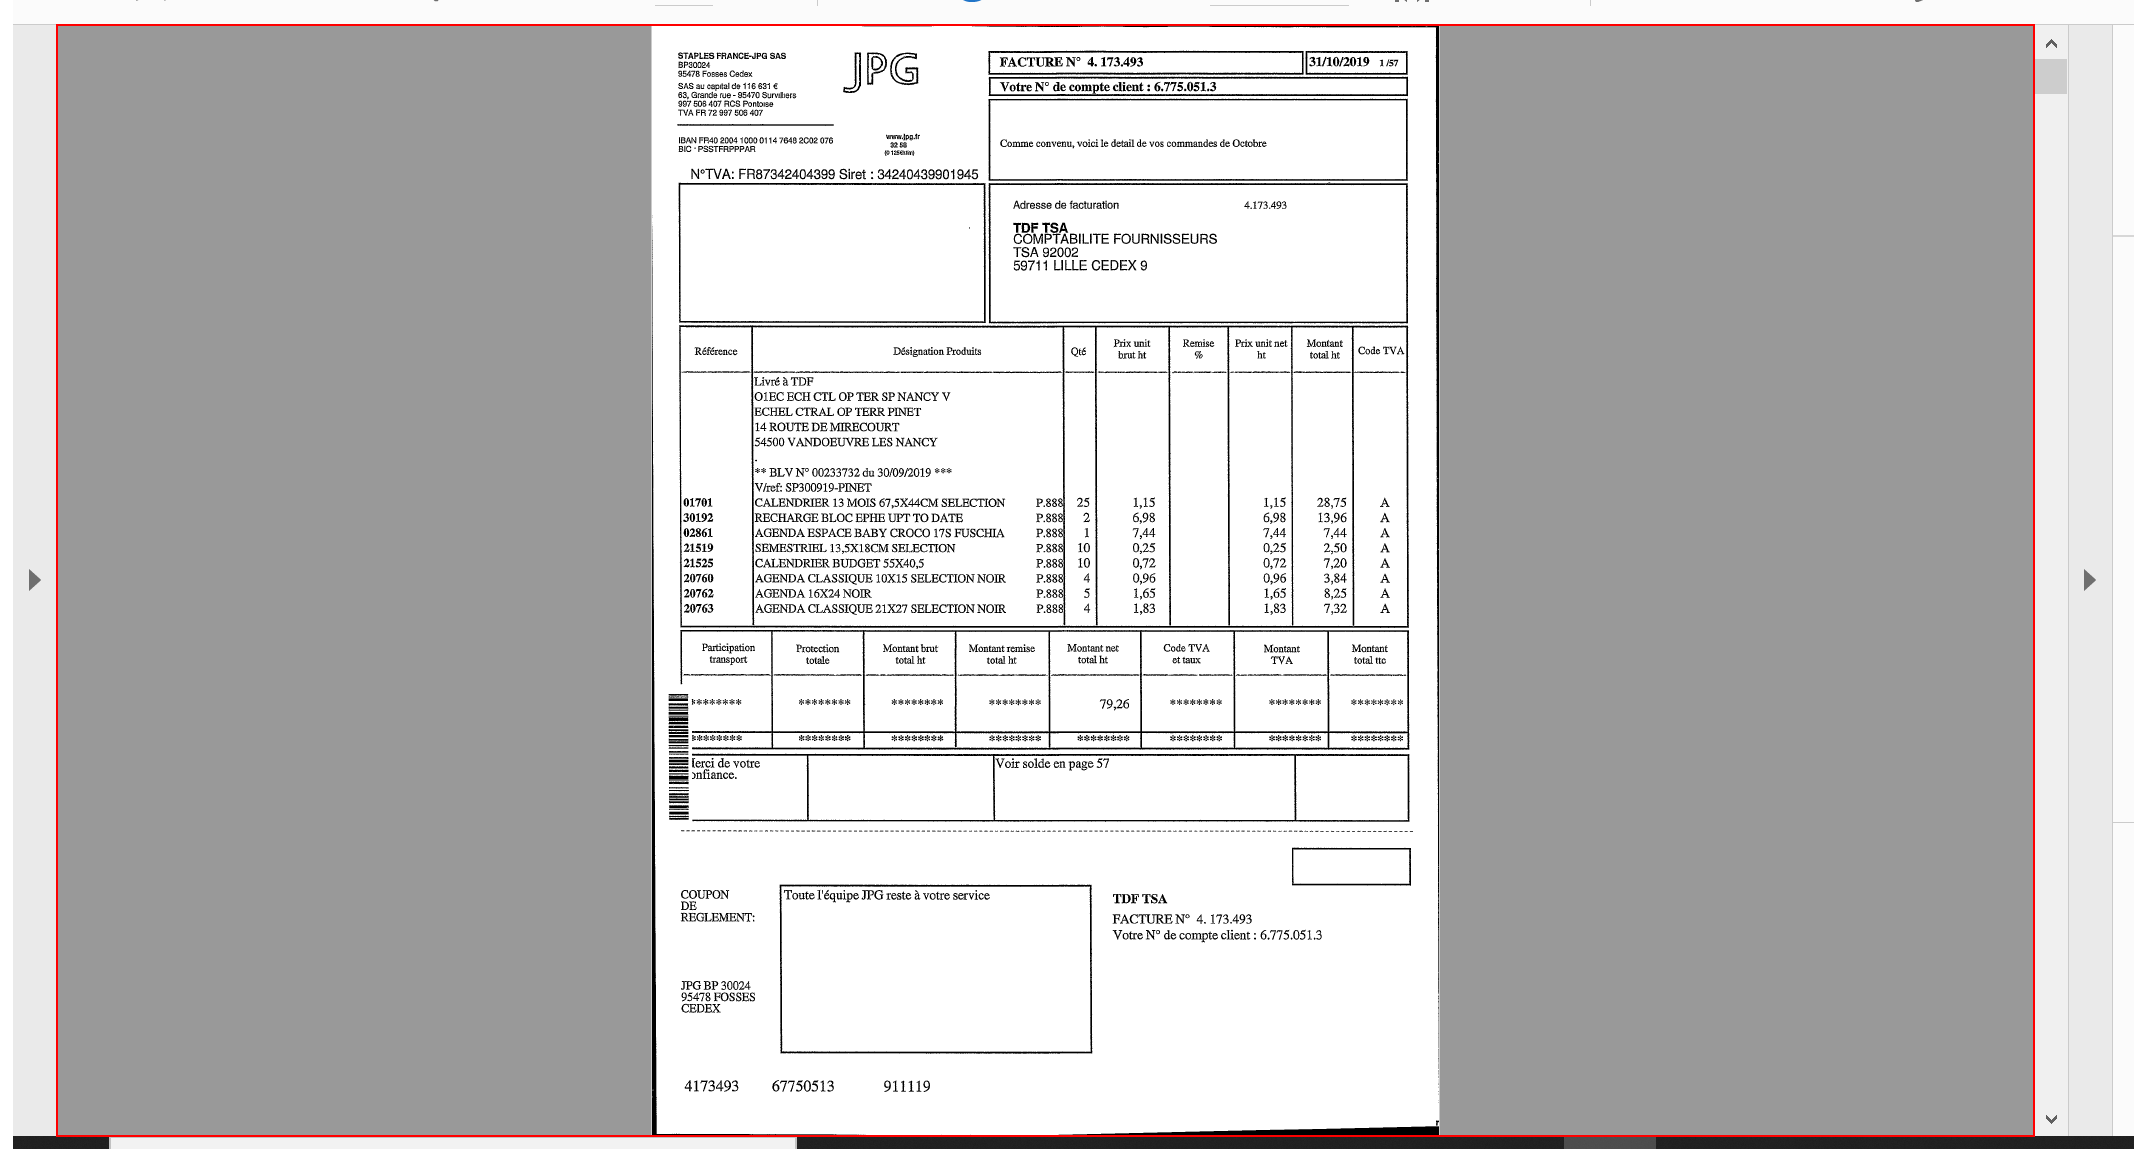 STAPLES FRANCE-JPG SAS
BP30024
95478 Fosses Cedex
SAS au capital de 116 631 €
63, Grande rue - 95470 Survilliers
997 506 407 RCS Pontoise
TVA FR 72 997 506 407
JPG
IBAN FR40 2004 1000 0114 7648 2C02 076
BIC - PSSTFRPPPAR
www.jpg.fr
32 58
N°TVA: FR87342404399 Siret : 34240439901945
FACTURE N° 4. 173.493
31/10/2019 1/57
Votre N° de compte client : 6.775.051.3
Comme convenu, voici le detail de vos commandes de Octobre
Adresse de facturation 4.173.493
TDF TSA
COMPTABILITE FOURNISSEURS
TSA 92002
59711 LILLE CEDEX 9
Référence Désignation Produits Qté Prix unit brut ht Remise % Prix unit net ht Montant total ht Code TVA
Livré à TDF
O1EC ECH CTL OP TER SP NANCY V
ECHEL CTRAL OP TERR PINET
14 ROUTE DE MIRECOURT
54500 VANDOEUVRE LES NANCY
.
** BLV N° 00233732 du 30/09/2019 ***
V/ref: SP300919-PINET
01701 CALENDRIER 13 MOIS 67,5X44CM SELECTION P.888 25 1,15 1,15 28,75 A
30192 RECHARGE BLOC EPHE UPT TO DATE P.888 2 6,98 6,98 13,96 A
02861 AGENDA ESPACE BABY CROCO 17S FUSCHIA P.888 1 7,44 7,44 7,44 A
21519 SEMESTRIEL 13,5X18CM SELECTION P.888 10 0,25 0,25 2,50 A
21525 CALENDRIER BUDGET 55X40,5 P.888 10 0,72 0,72 7,20 A
20760 AGENDA CLASSIQUE 10X15 SELECTION NOIR P.888 4 0,96 0,96 3,84 A
20762 AGENDA 16X24 NOIR P.888 5 1,65 1,65 8,25 A
20763 AGENDA CLASSIQUE 21X27 SELECTION NOIR P.888 4 1,83 1,83 7,32 A
Participation transport Protection totale Montant brut total ht Montant remise total ht Montant net total ht Code TVA et taux Montant TVA Montant total ttc
******** ******** ******** ******** 79,26 ******** ******** ********
******** ******** ******** ******** ******** ******** ******** ********
lerci de votre
onfiance.
Voir solde en page 57
COUPON
DE
REGLEMENT:
Toute l'équipe JPG reste à votre service
TDF TSA
FACTURE N° 4. 173.493
Votre N° de compte client : 6.775.051.3
JPG BP 30024
95478 FOSSES
CEDEX
4173493 67750513 911119